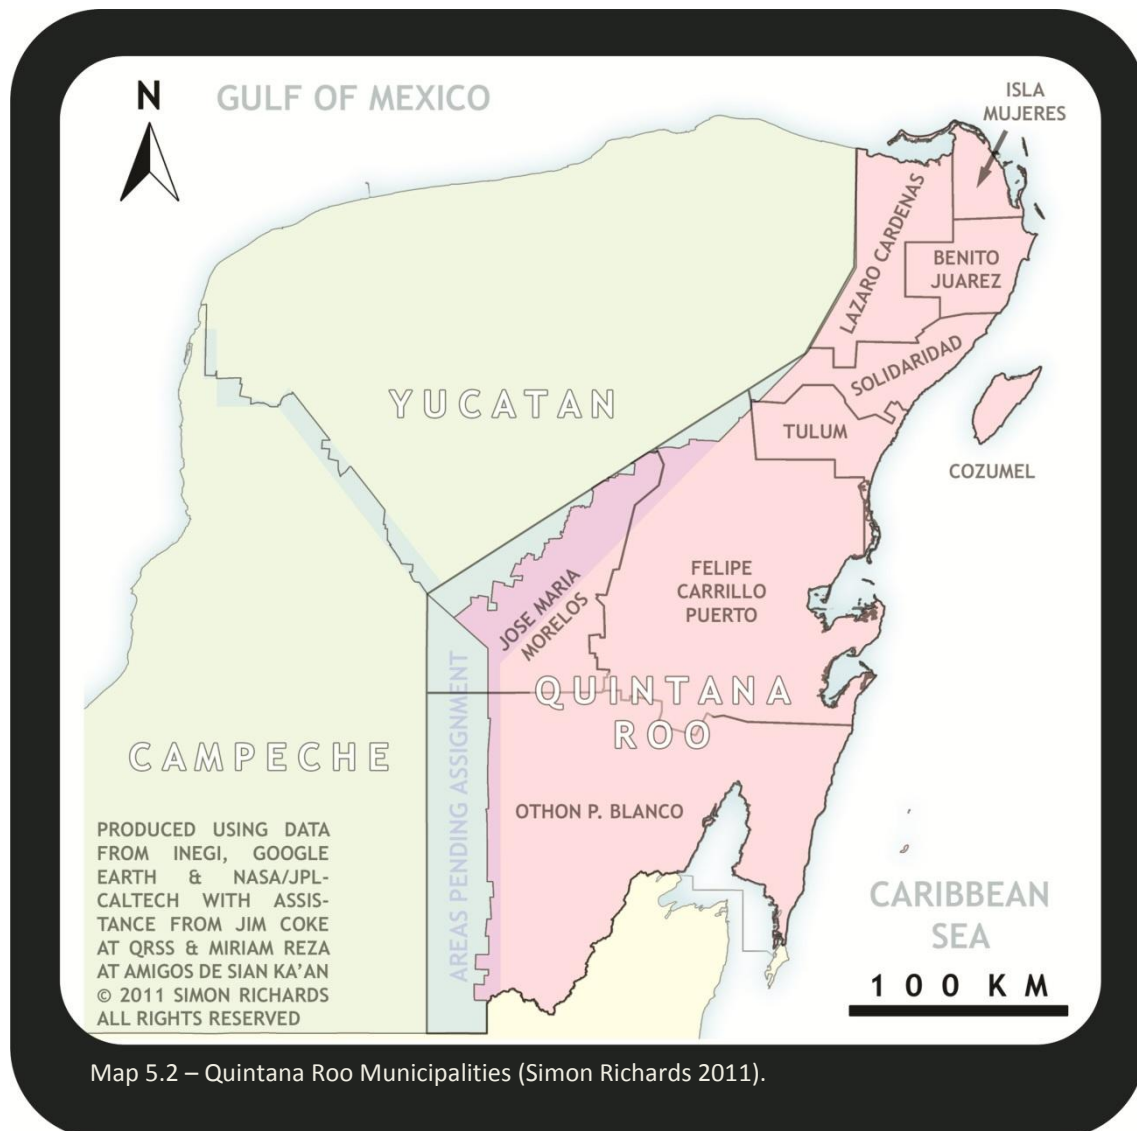 N
GULF OF MEXICO
ISLA
MUJERES
LAZARO CARDENAS
BENITO
JUAREZ
SOLIDARIDAD
YUCATAN
TULUM
COZUMEL
FELIPE
CARRILLO
PUERTO
JOSE MARIA
MORELOS
QUINTANA
ROO
AREAS PENDING ASSIGNMENT
CAMPECHE
OTHON P. BLANCO
PRODUCED USING DATA
FROM INEGI, GOOGLE
EARTH & NASA/JPL-
CALTECH WITH ASSIS-
TANCE FROM JIM COKE
AT QRSS & MIRIAM REZA
AT AMIGOS DE SIAN KA'AN
© 2011 SIMON RICHARDS
ALL RIGHTS RESERVED
CARIBBEAN
SEA
100 KM
Map 5.2 – Quintana Roo Municipalities (Simon Richards 2011).